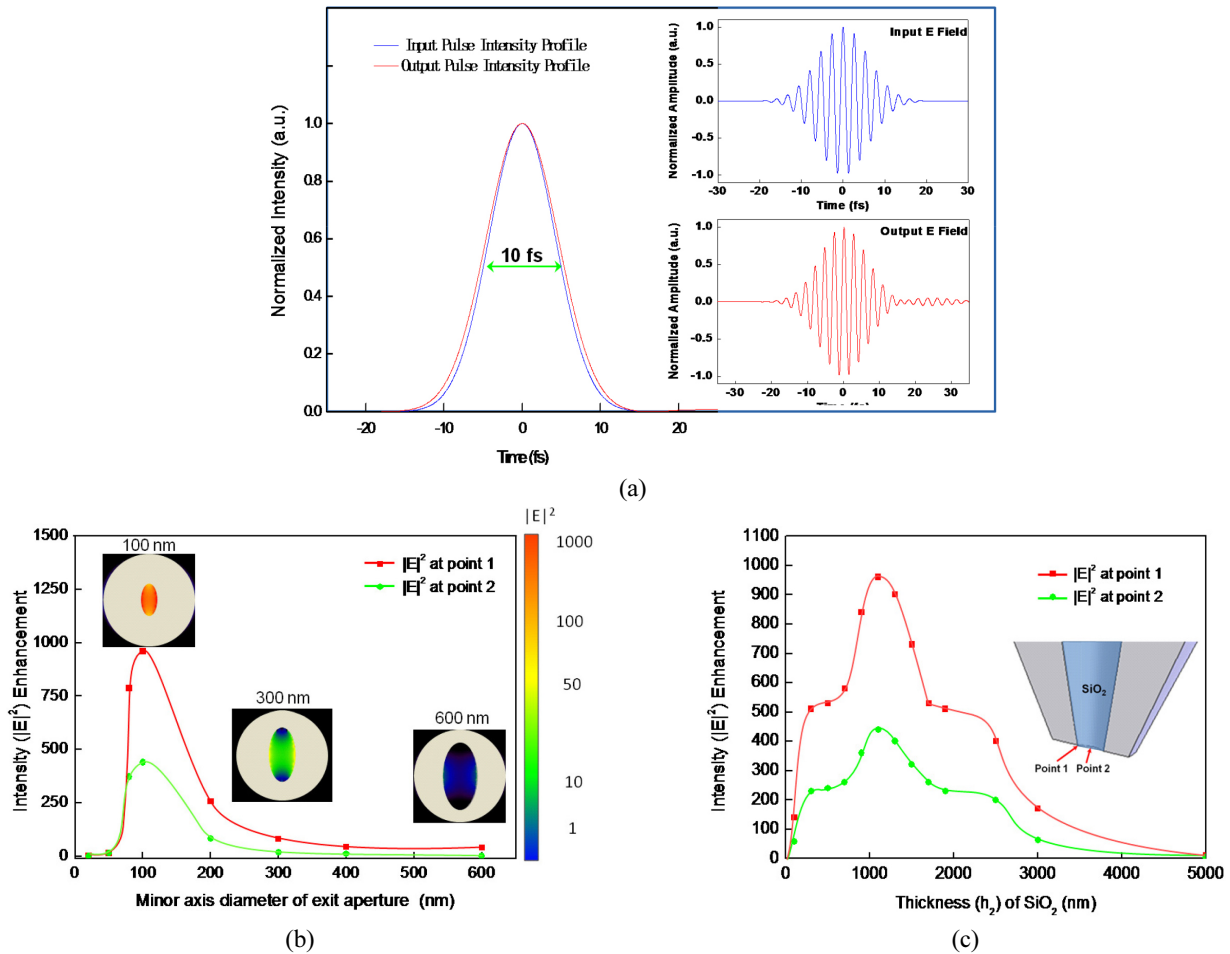 Input Pulse Intensity Profile
Output Pulse Intensity Profile
Normalized Intensity (a.u.)
1.0
0.8
0.6
0.4
0.2
0.0
10 fs
-20
-10
0
10
20
Time (fs)
Input E Field
Normalized Amplitude (a.u.)
1.0
0.5
0.0
-0.5
-1.0
-30
-20
-10
0
10
20
30
Time (fs)
Output E Field
Normalized Amplitude (a.u.)
1.0
0.5
0.0
-0.5
-1.0
-30
-20
-10
0
10
20
30
Time (fs)
(a)
Intensity (|E|²) Enhancement
1500
1250
1000
750
500
250
0
100 nm
300 nm
600 nm
|E|² at point 1
|E|² at point 2
0
100
200
300
400
500
600
Minor axis diameter of exit aperture (nm)
|E|²
1000
100
50
10
1
(b)
Intensity (|E|²) Enhancement
1100
1000
900
800
700
600
500
400
300
200
100
0
|E|² at point 1
|E|² at point 2
SiO₂
Point 1 Point 2
0
1000
2000
3000
4000
5000
Thickness (h₂) of SiO₂ (nm)
(c)